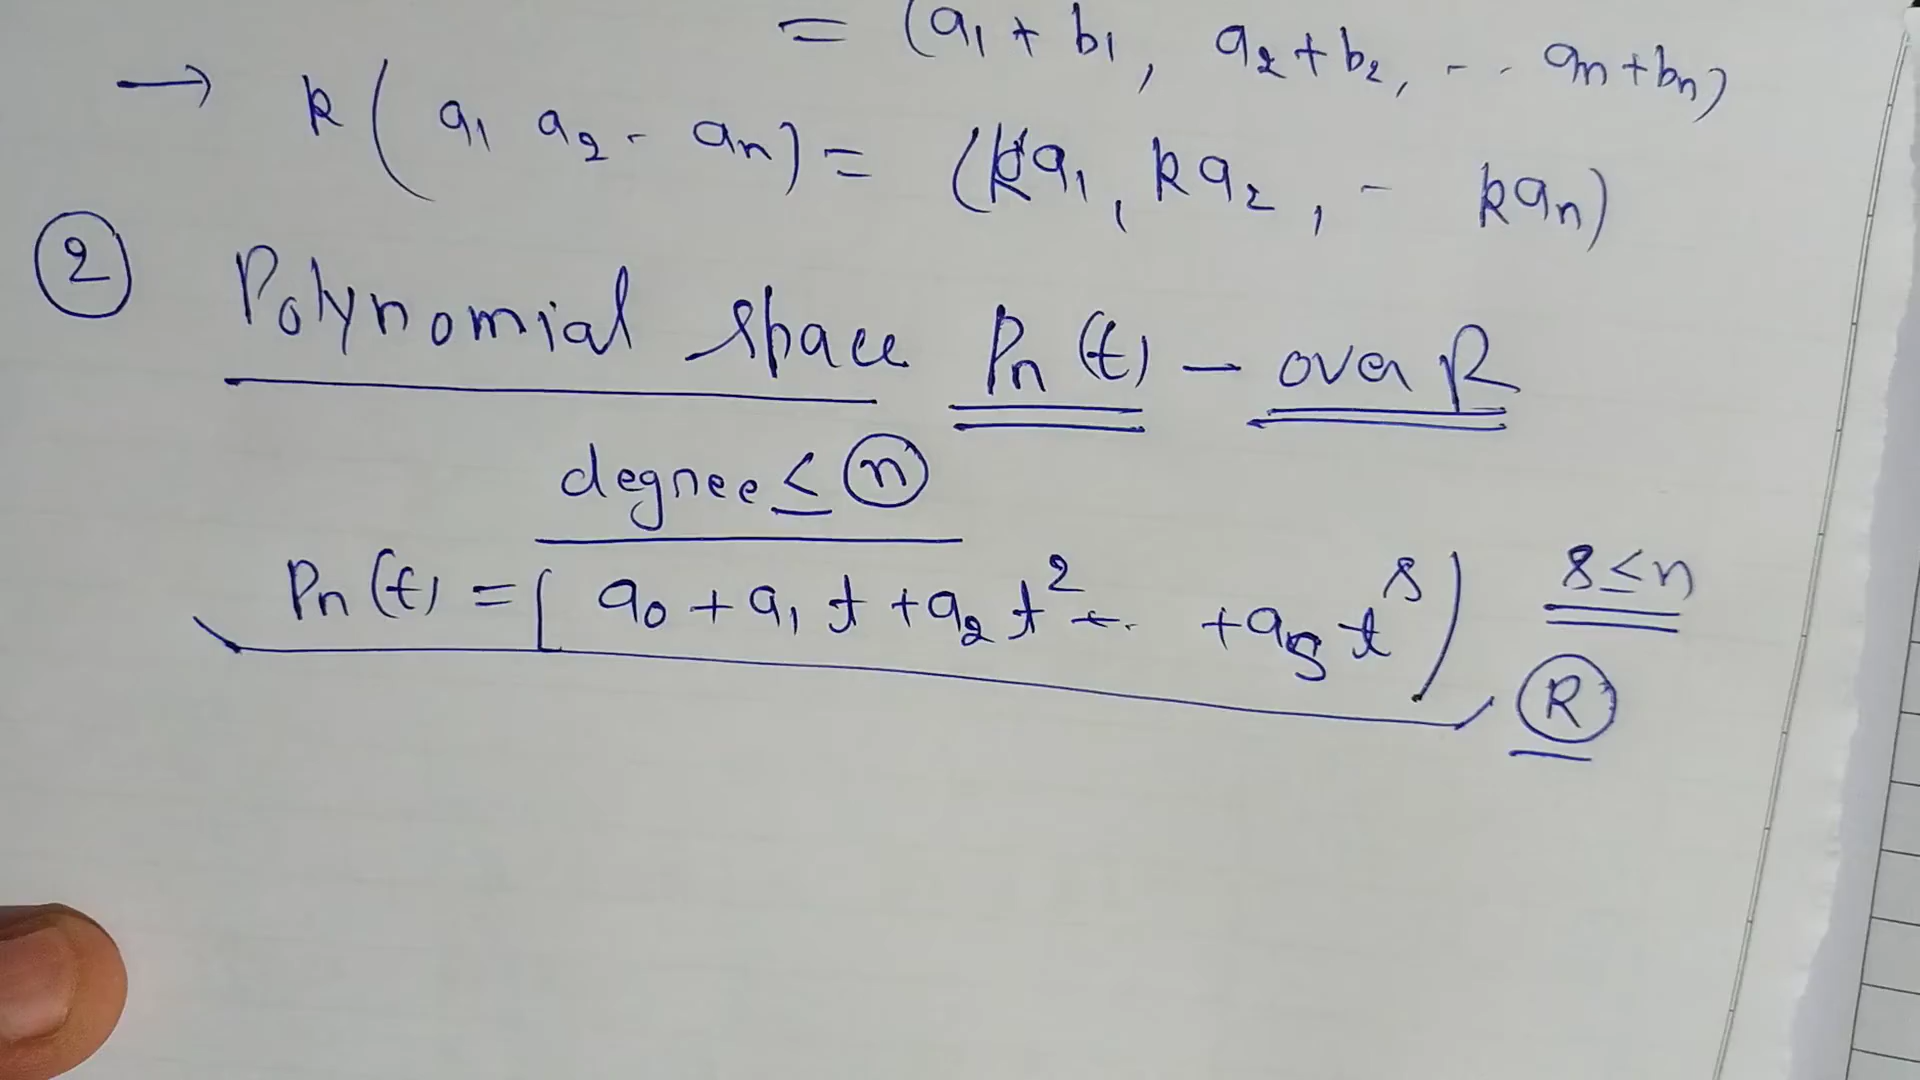 = (a₁ + b₁, a₂ + b₂, - - aₙ + bₙ)
→ k ( a₁ a₂ - aₙ) = (ka₁, ka₂, - kaₙ)
② Polynomial space Pₙ(t) - over R
degree ≤ ⓝ
Pₙ(t) = [ a₀ + a₁t + a₂t² + .. + aₛtˢ ) s ≤ n
Ⓡ